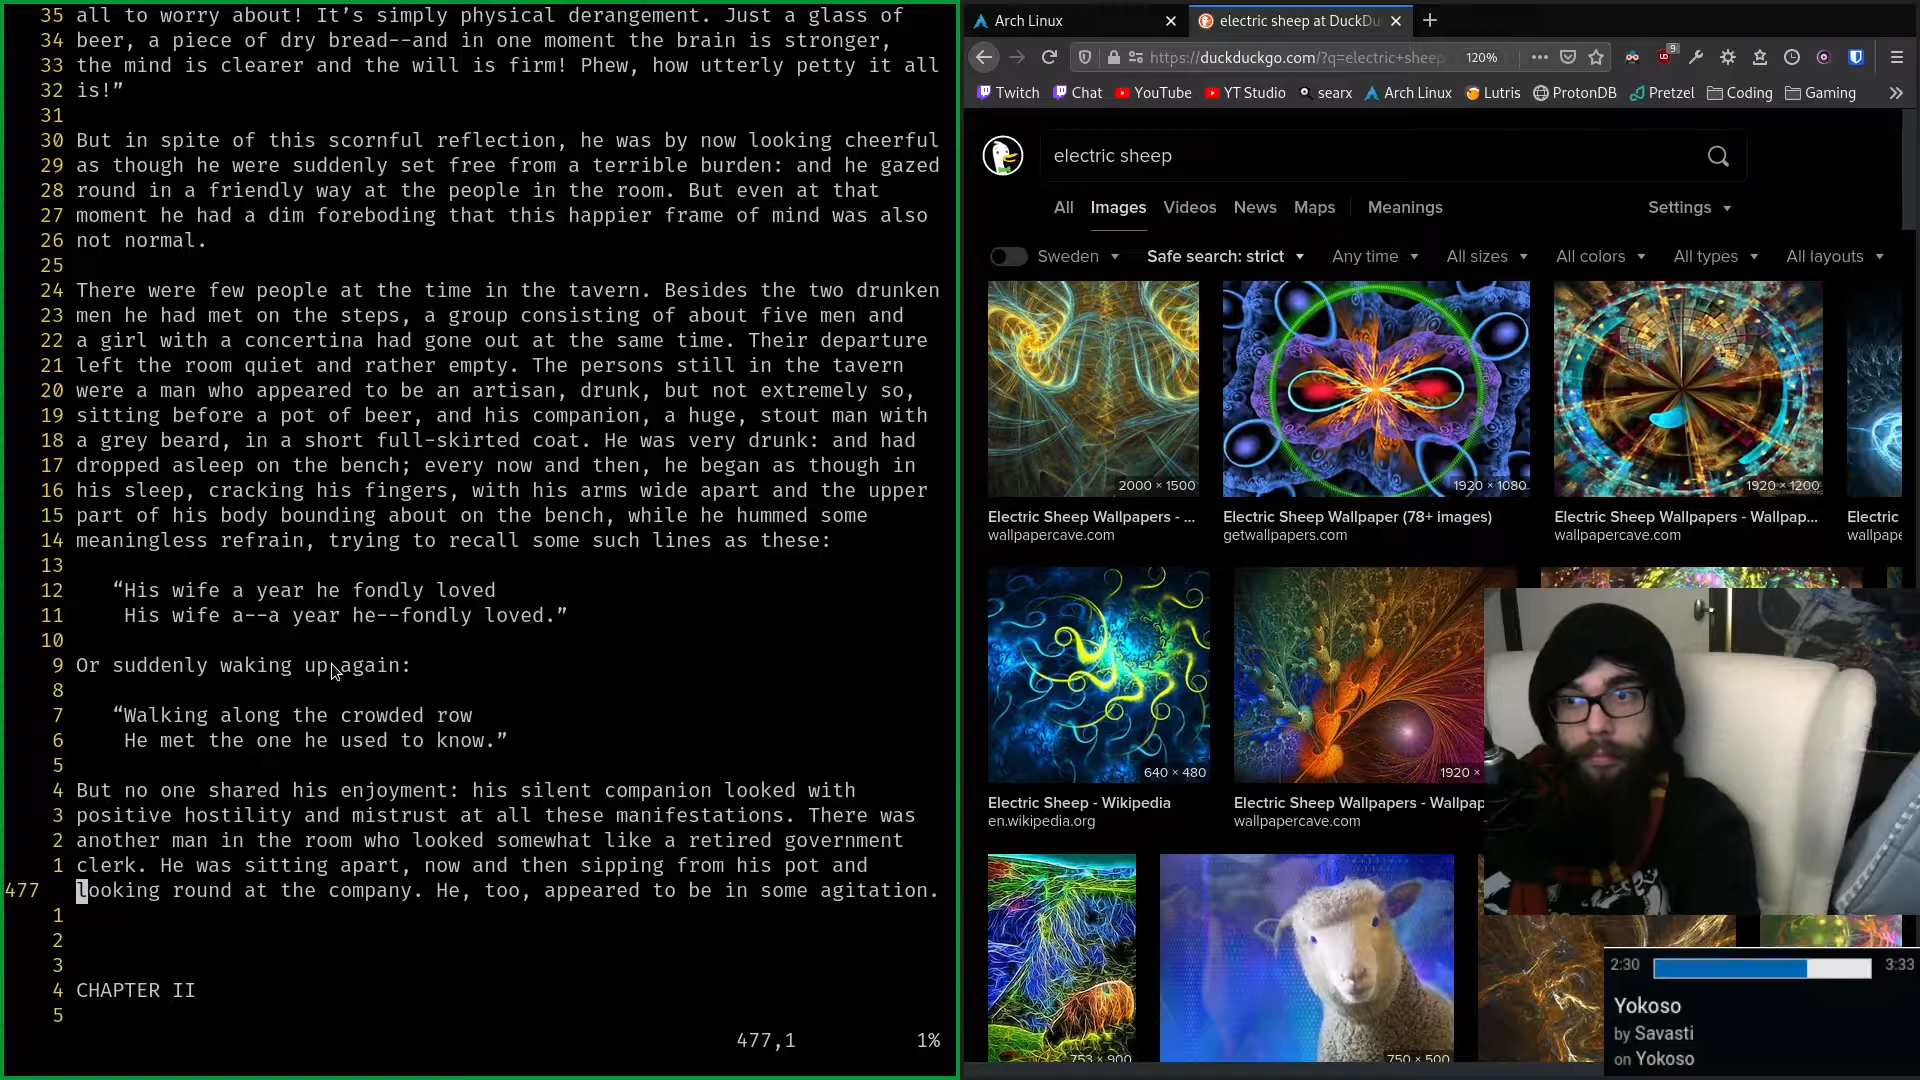 35 all to worry about! It’s simply physical derangement. Just a glass of
34 beer, a piece of dry bread--and in one moment the brain is stronger,
33 the mind is clearer and the will is firm! Phew, how utterly petty it all
32 is!”
31
30 But in spite of this scornful reflection, he was by now looking cheerful
29 as though he were suddenly set free from a terrible burden: and he gazed
28 round in a friendly way at the people in the room. But even at that
27 moment he had a dim foreboding that this happier frame of mind was also
26 not normal.
25
24 There were few people at the time in the tavern. Besides the two drunken
23 men he had met on the steps, a group consisting of about five men and
22 a girl with a concertina had gone out at the same time. Their departure
21 left the room quiet and rather empty. The persons still in the tavern
20 were a man who appeared to be an artisan, drunk, but not extremely so,
19 sitting before a pot of beer, and his companion, a huge, stout man with
18 a grey beard, in a short full-skirted coat. He was very drunk: and had
17 dropped asleep on the bench; every now and then, he began as though in
16 his sleep, cracking his fingers, with his arms wide apart and the upper
15 part of his body bounding about on the bench, while he hummed some
14 meaningless refrain, trying to recall some such lines as these:
13
12 “His wife a year he fondly loved
11 His wife a--a year he--fondly loved.”
10
9 Or suddenly waking up again:
8
7 “Walking along the crowded row
6 He met the one he used to know.”
5
4 But no one shared his enjoyment: his silent companion looked with
3 positive hostility and mistrust at all these manifestations. There was
2 another man in the room who looked somewhat like a retired government
1 clerk. He was sitting apart, now and then sipping from his pot and
477 looking round at the company. He, too, appeared to be in some agitation.
1
2
3
4 CHAPTER II
5
477,1 1%
Arch Linux
electric sheep at DuckDu
https://duckduckgo.com/?q=electric+sheep 120% 9
Twitch Chat YouTube YT Studio searx Arch Linux Lutris ProtonDB Pretzel Coding Gaming
electric sheep
All Images Videos News Maps Meanings Settings
Sweden Safe search: strict Any time All sizes All colors All types All layouts
2000 × 1500 1920 × 1080 1920 × 1200
Electric Sheep Wallpapers - ... Electric Sheep Wallpaper (78+ images) Electric Sheep Wallpapers - Wallpap... Electric
wallpapercave.com getwallpapers.com wallpapercave.com wallpape
640 × 480 1920 ×
Electric Sheep - Wikipedia Electric Sheep Wallpapers - Wallpap
en.wikipedia.org wallpapercave.com
753 × 900 750 × 500
2:30 3:33
Yokoso
by Savasti
on Yokoso